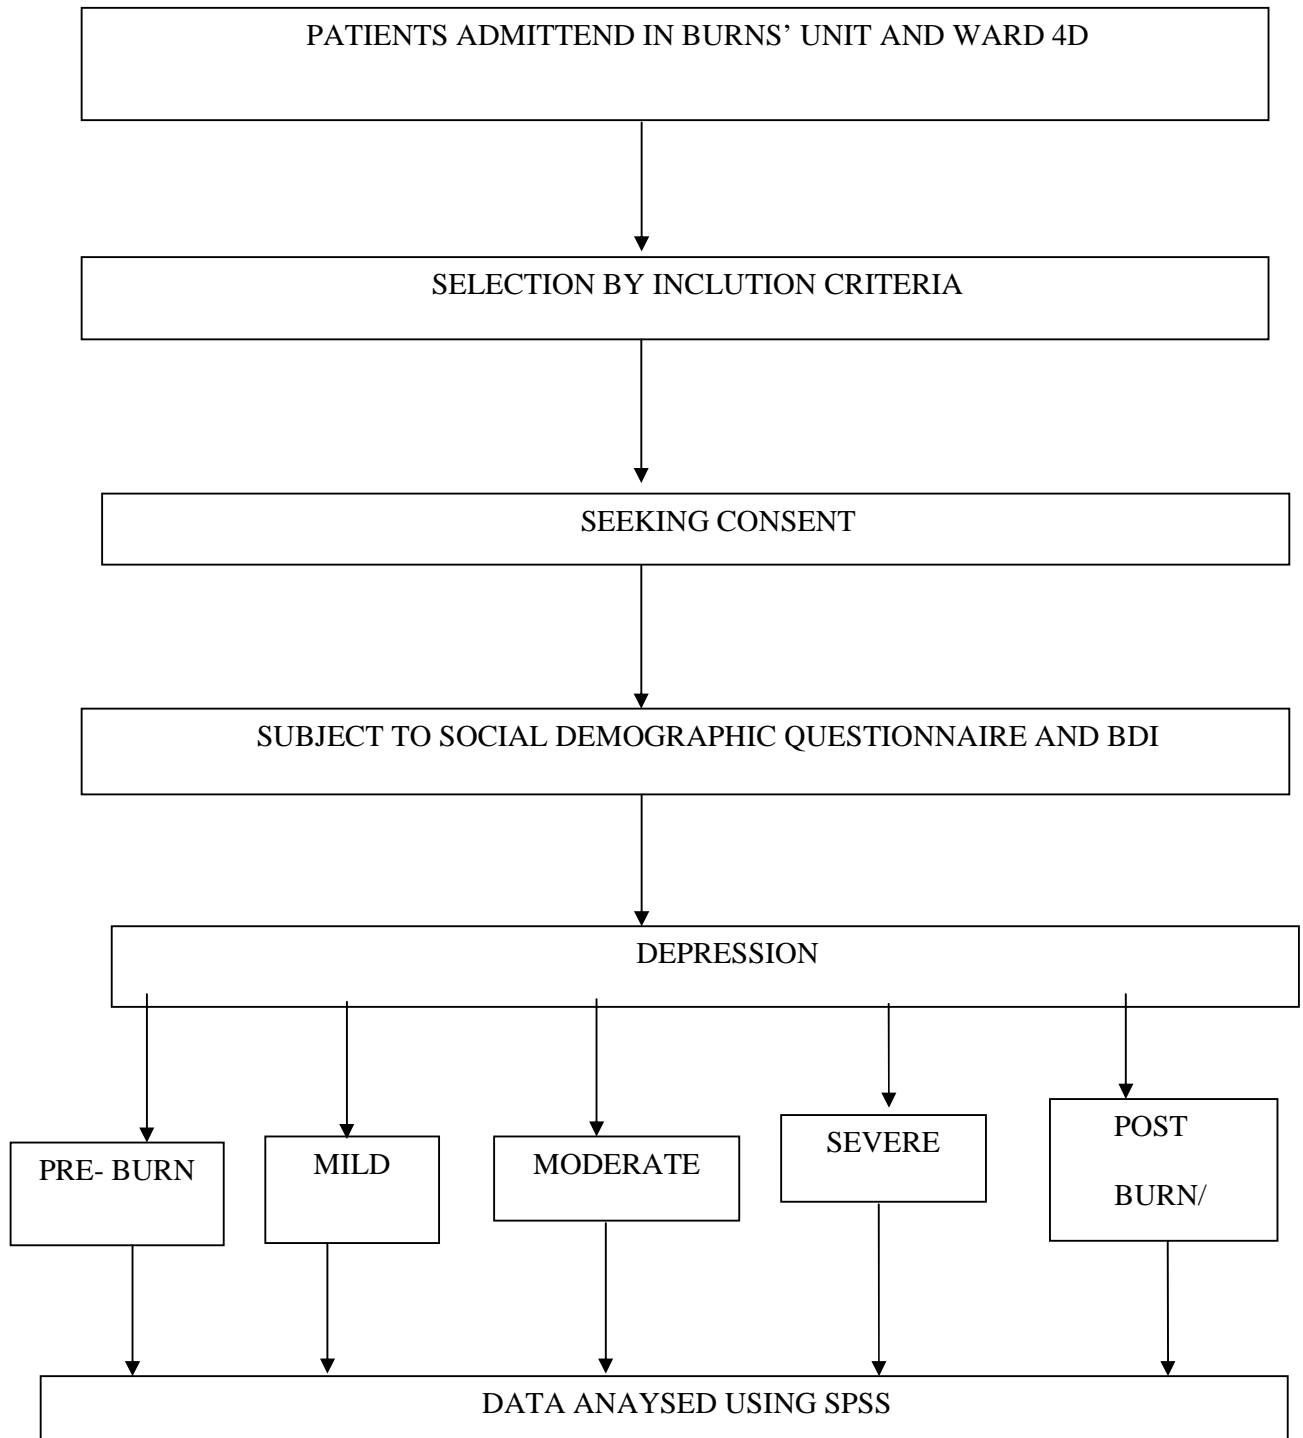 PATIENTS ADMITTEND IN BURNS’ UNIT AND WARD 4D
SELECTION BY INCLUTION CRITERIA
SEEKING CONSENT
SUBJECT TO SOCIAL DEMOGRAPHIC QUESTIONNAIRE AND BDI
DEPRESSION
PRE- BURN
MILD
MODERATE
SEVERE
POST
BURN/
DATA ANAYSED USING SPSS